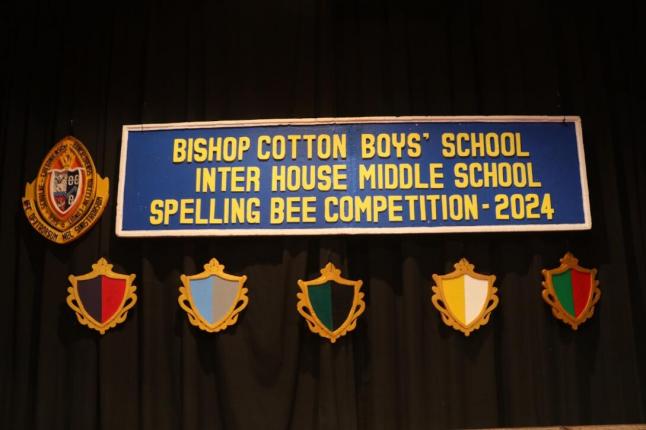 BISHOP COTTON BOYS' SCHOOL
INTER HOUSE MIDDLE SCHOOL
SPELLING BEE COMPETITION - 2024